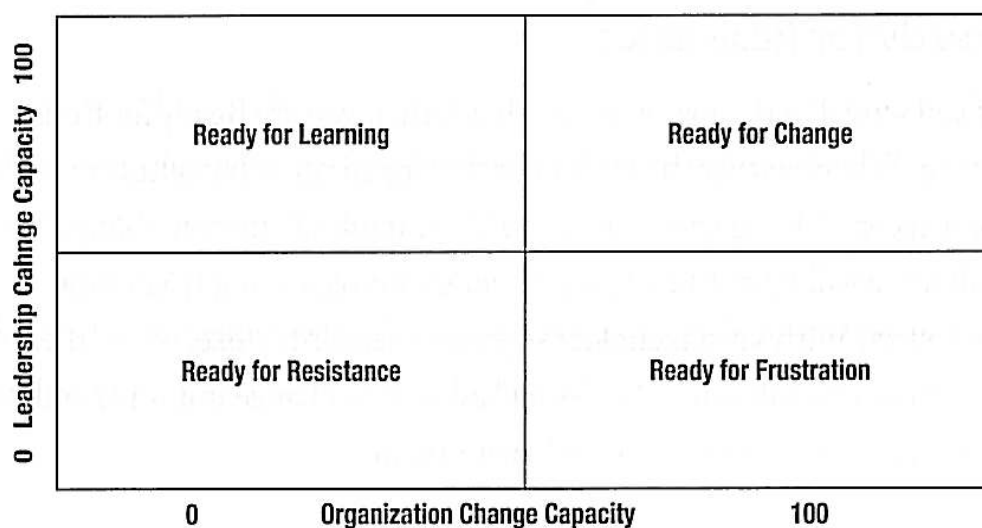 100
Leadership Cahnge Capacity
0
Ready for Learning
Ready for Change
Ready for Resistance
Ready for Frustration
0
Organization Change Capacity
100